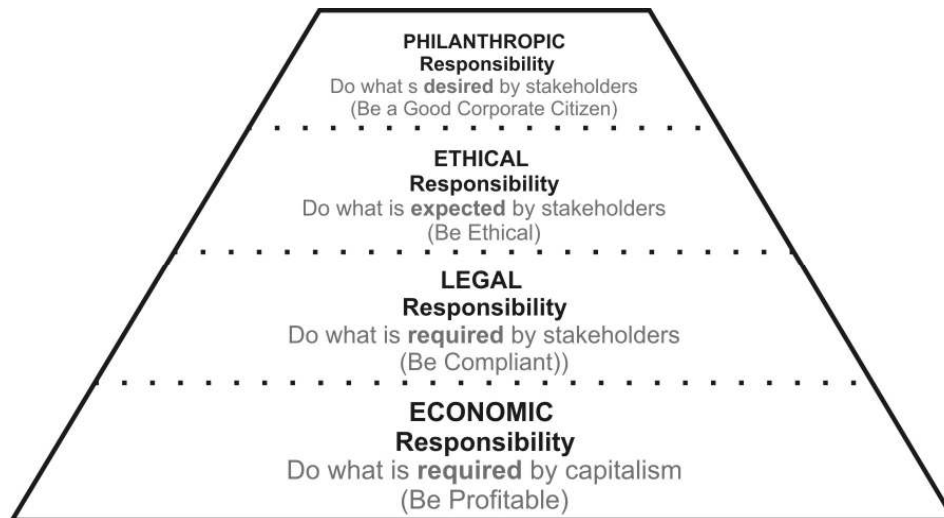 PHILANTHROPIC
Responsibility
Do what s desired by stakeholders
(Be a Good Corporate Citizen)
ETHICAL
Responsibility
Do what is expected by stakeholders
(Be Ethical)
LEGAL
Responsibility
Do what is required by stakeholders
(Be Compliant))
ECONOMIC
Responsibility
Do what is required by capitalism
(Be Profitable)